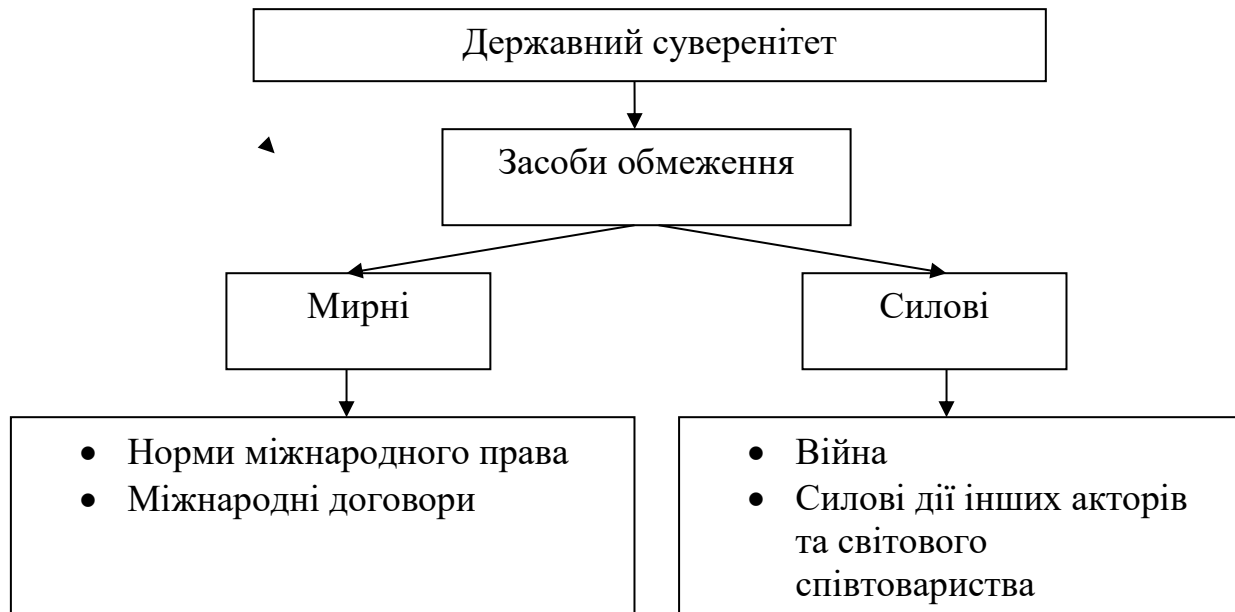 Державний суверенітет
Засоби обмеження
Мирні
Силові
• Норми міжнародного права
• Міжнародні договори
• Війна
• Силові дії інших акторів
та світового
співтовариства